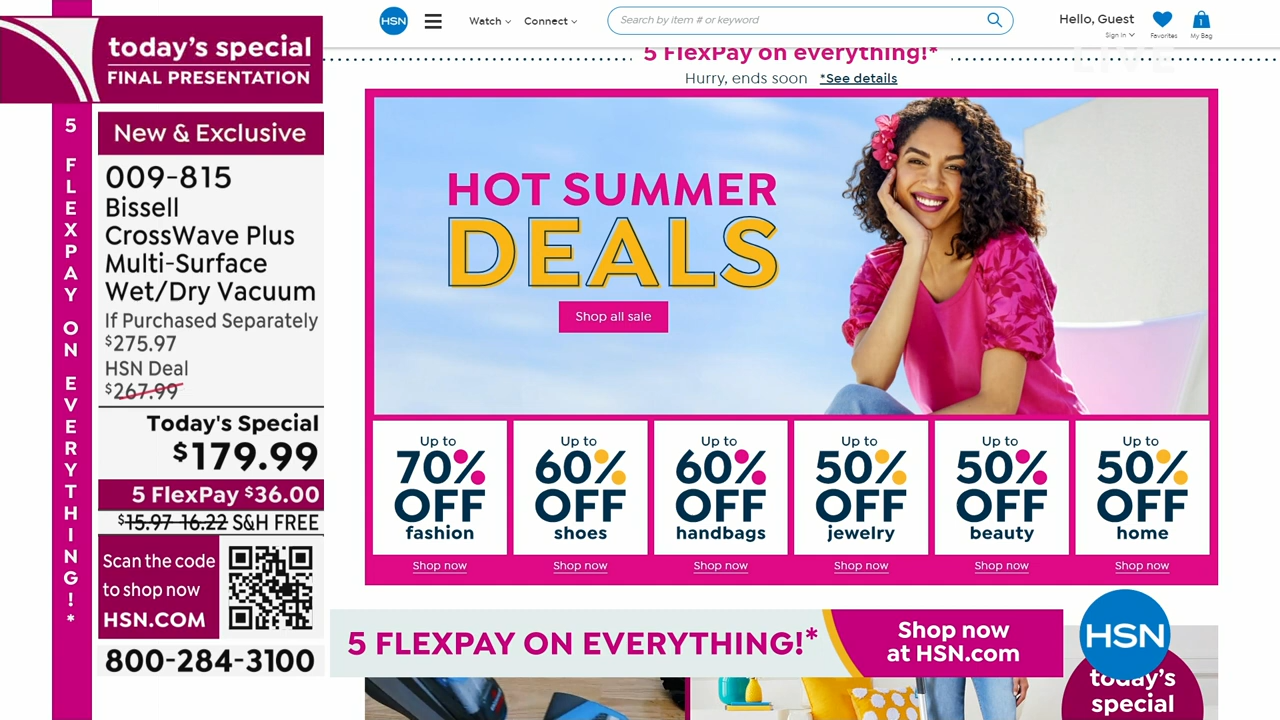 today's special
FINAL PRESENTATION
5 FLEXPAY ON EVERYTHING!*
New & Exclusive
009-815
Bissell
CrossWave Plus
Multi-Surface
Wet/Dry Vacuum
If Purchased Separately
$275.97
HSN Deal
$267.99
Today's Special
$179.99
5 FlexPay $36.00
$15.97-16.22 S&H FREE
Scan the code
to shop now
HSN.COM
800-284-3100
HSN
Watch
Connect
Search by item # or keyword
Hello, Guest
Sign In
Favorites
1
My Bag
LIVE
5 FlexPay on everything!*
Hurry, ends soon *See details
HOT SUMMER
DEALS
Shop all sale
Up to
70%
OFF
fashion
Shop now
Up to
60%
OFF
shoes
Shop now
Up to
60%
OFF
handbags
Shop now
Up to
50%
OFF
jewelry
Shop now
Up to
50%
OFF
beauty
Shop now
Up to
50%
OFF
home
Shop now
5 FLEXPAY ON EVERYTHING!*
Shop now
at HSN.com
HSN
today's
special